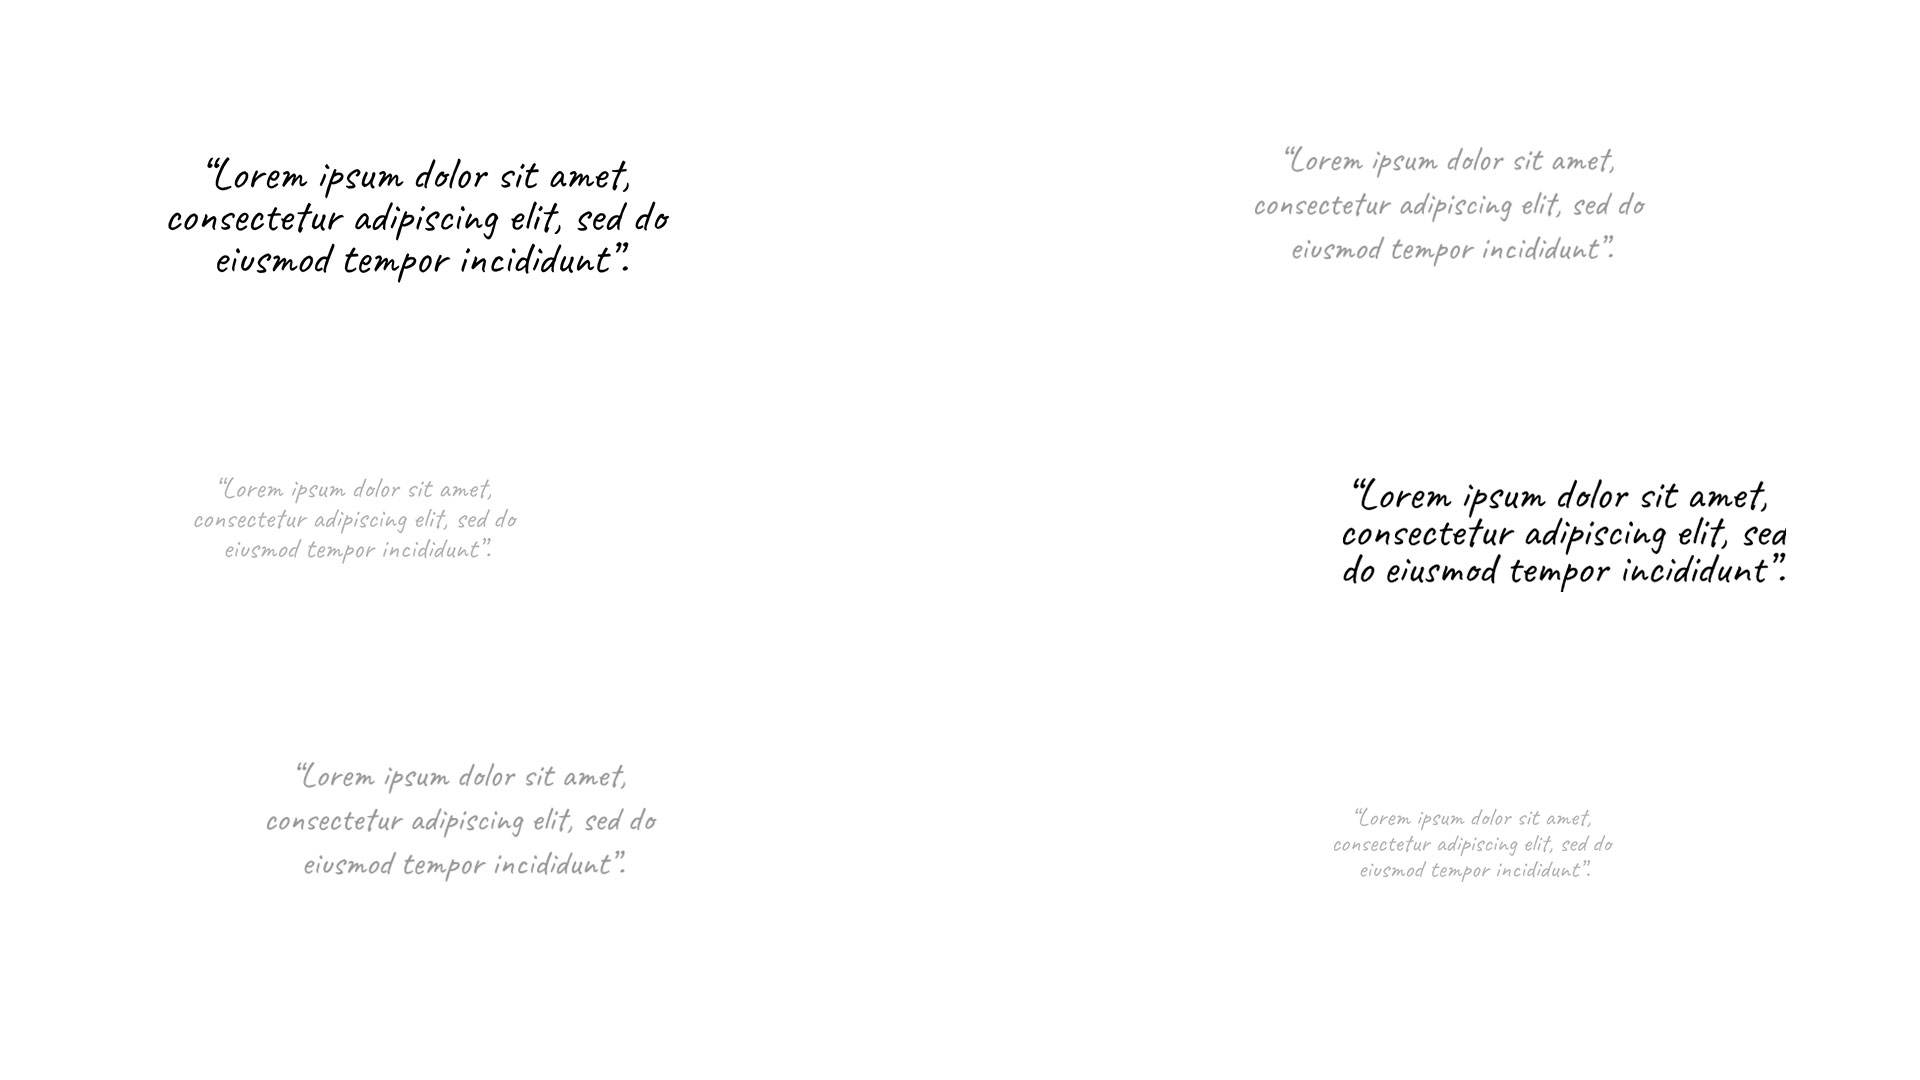 “Lorem ipsum dolor sit amet,
consectetur adipiscing elit, sed do
eiusmod tempor incididunt”.
“Lorem ipsum dolor sit amet,
consectetur adipiscing elit, sed do
eiusmod tempor incididunt”.
“Lorem ipsum dolor sit amet,
consectetur adipiscing elit, sed do
eiusmod tempor incididunt”.
“Lorem ipsum dolor sit amet,
consectetur adipiscing elit, sed
do eiusmod tempor incididunt”.
“Lorem ipsum dolor sit amet,
consectetur adipiscing elit, sed do
eiusmod tempor incididunt”.
“Lorem ipsum dolor sit amet,
consectetur adipiscing elit, sed do
eiusmod tempor incididunt”.